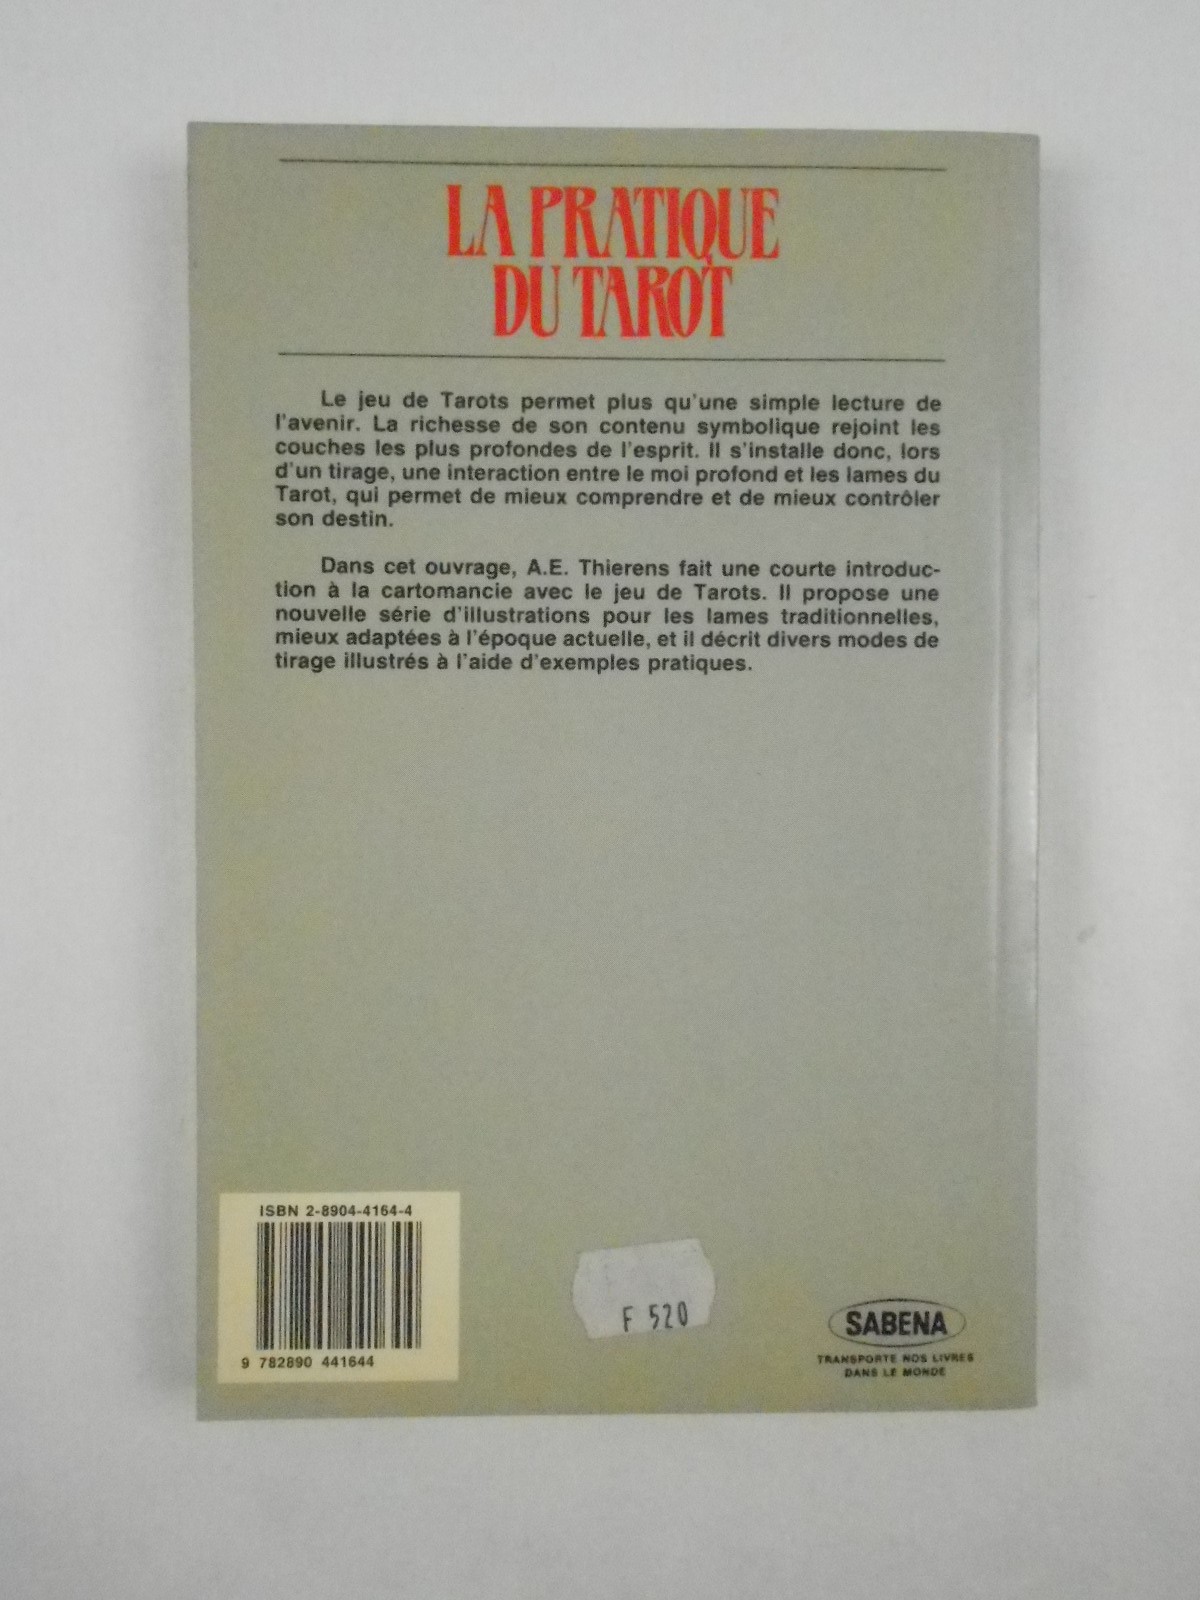 LA PRATIQUE
DU TAROT
Le jeu de Tarots permet plus qu'une simple lecture de
l'avenir. La richesse de son contenu symbolique rejoint les
couches les plus profondes de l'esprit. Il s'installe donc, lors
d'un tirage, une interaction entre le moi profond et les lames du
Tarot, qui permet de mieux comprendre et de mieux contrôler
son destin.
Dans cet ouvrage, A.E. Thierens fait une courte introduc-
tion à la cartomancie avec le jeu de Tarots. Il propose une
nouvelle série d'illustrations pour les lames traditionnelles,
mieux adaptées à l'époque actuelle, et il décrit divers modes de
tirage illustrés à l'aide d'exemples pratiques.
ISBN 2-8904-4164-4
9 782890 441644
F 520
SABENA
TRANSPORTE NOS LIVRES
DANS LE MONDE